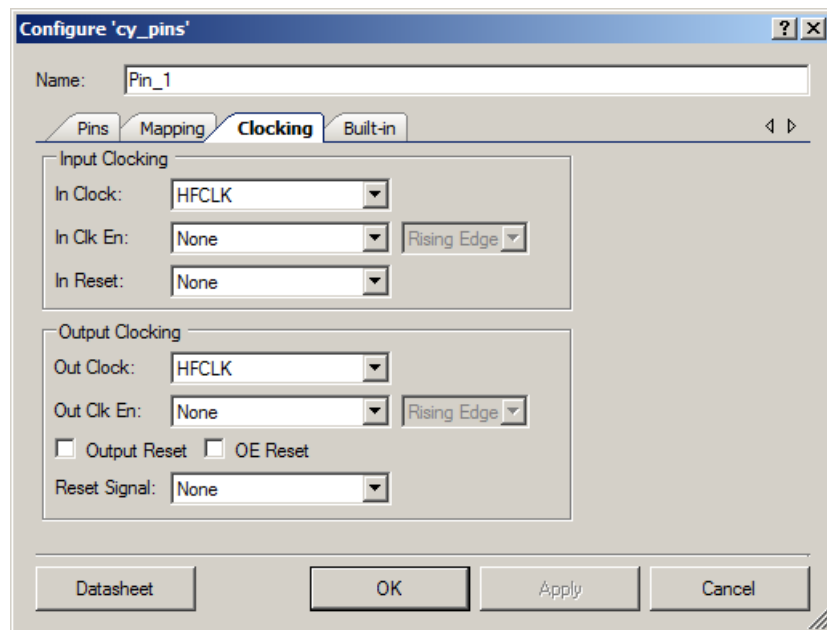 Configure 'cy_pins'
Name: Pin_1
Pins Mapping Clocking Built-in
Input Clocking
In Clock: HFCLK
In Clk En: None Rising Edge
In Reset: None
Output Clocking
Out Clock: HFCLK
Out Clk En: None Rising Edge
Output Reset OE Reset
Reset Signal: None
Datasheet OK Apply Cancel